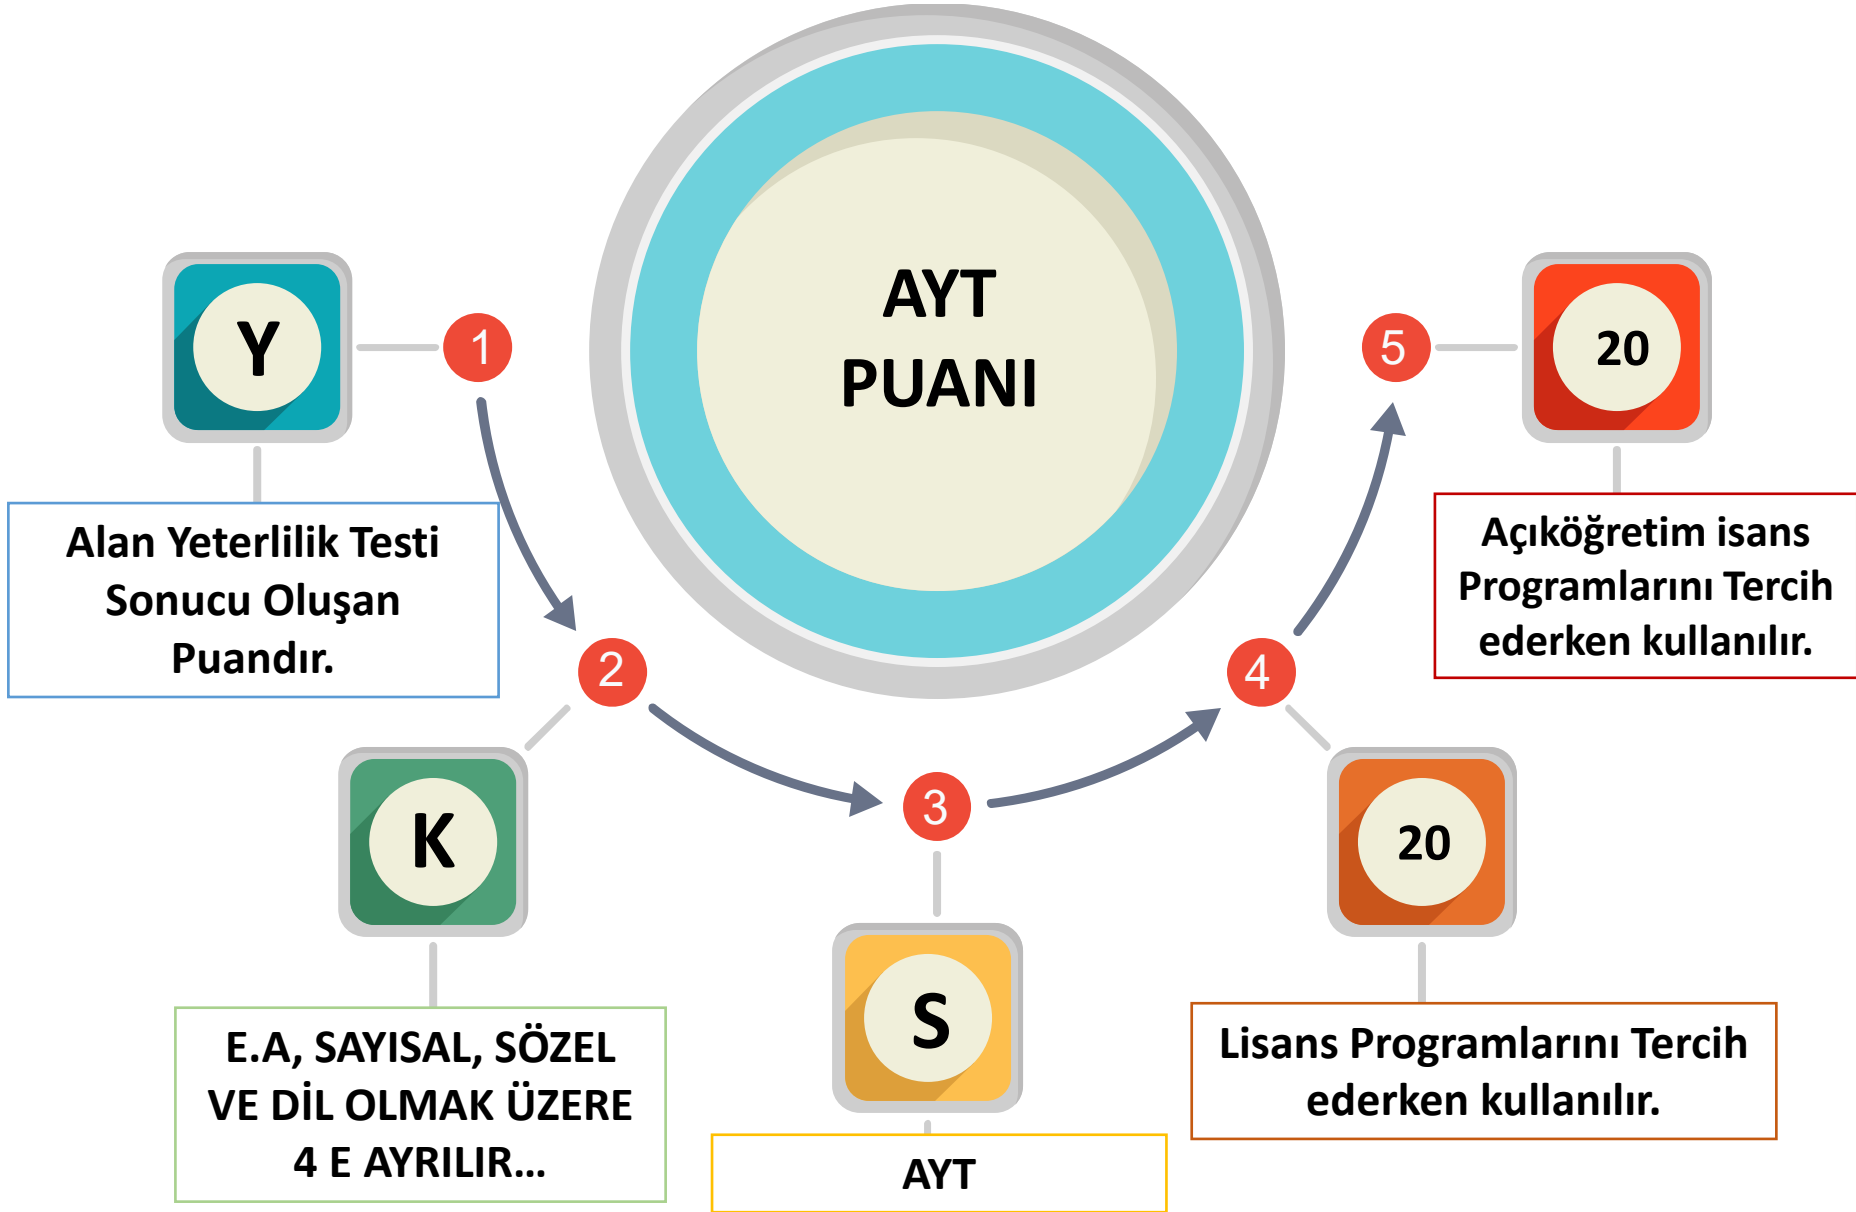 AYT
PUANI
Y
1
Alan Yeterlilik Testi
Sonucu Oluşan
Puandır.
2
K
E.A, SAYISAL, SÖZEL
VE DİL OLMAK ÜZERE
4 E AYRILIR...
3
S
AYT
4
20
Lisans Programlarını Tercih
ederken kullanılır.
5
20
Açıköğretim isans
Programlarını Tercih
ederken kullanılır.